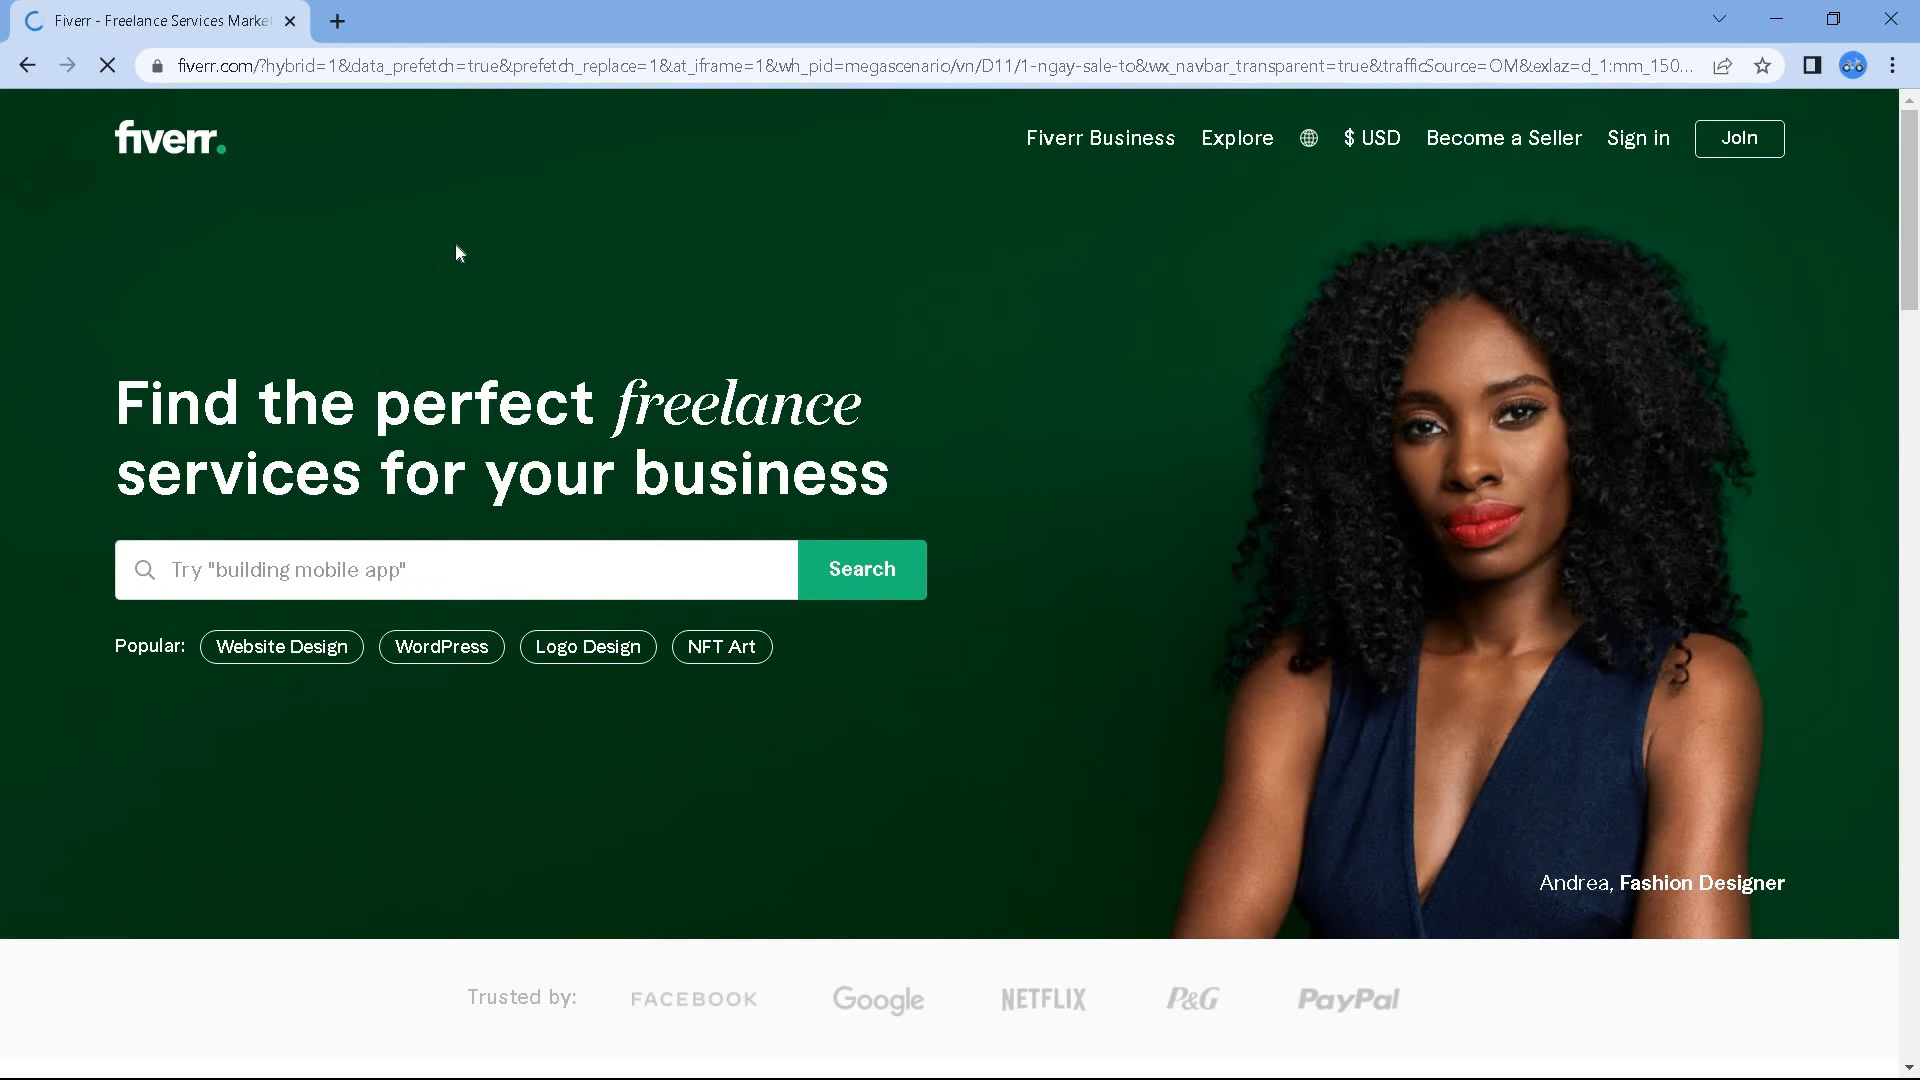 Fiverr - Freelance Services Marke
fiverr.com/?hybrid=1&data_prefetch=true&prefetch_replace=1&at_iframe=1&wh_pid=megascenario/vn/D11/1-ngay-sale-to&wx_navbar_transparent=true&trafficSource=OM&exlaz=d_1:mm_150...
fiverr.
Fiverr Business
Explore
$ USD
Become a Seller
Sign in
Join
Find the perfect freelance
services for your business
Try "building mobile app"
Search
Popular:
Website Design
WordPress
Logo Design
NFT Art
Andrea, Fashion Designer
Trusted by:
FACEBOOK
Google
NETFLIX
P&G
PayPal